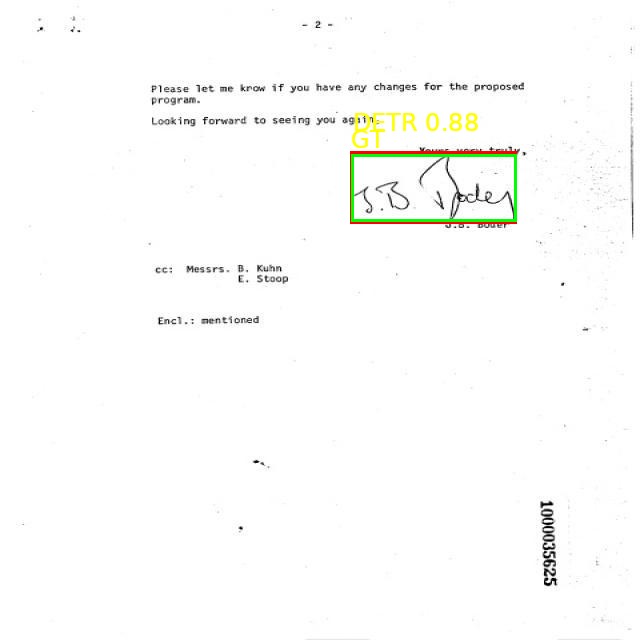 - 2 -
Please let me know if you have any changes for the proposed
program.
Looking forward to seeing you again.
DETR 0.88
GT
Yours very truly,
J.B. Boder
J.B. Boder
cc: Messrs. B. Kuhn
E. Stoop
Encl.: mentioned
1000035625